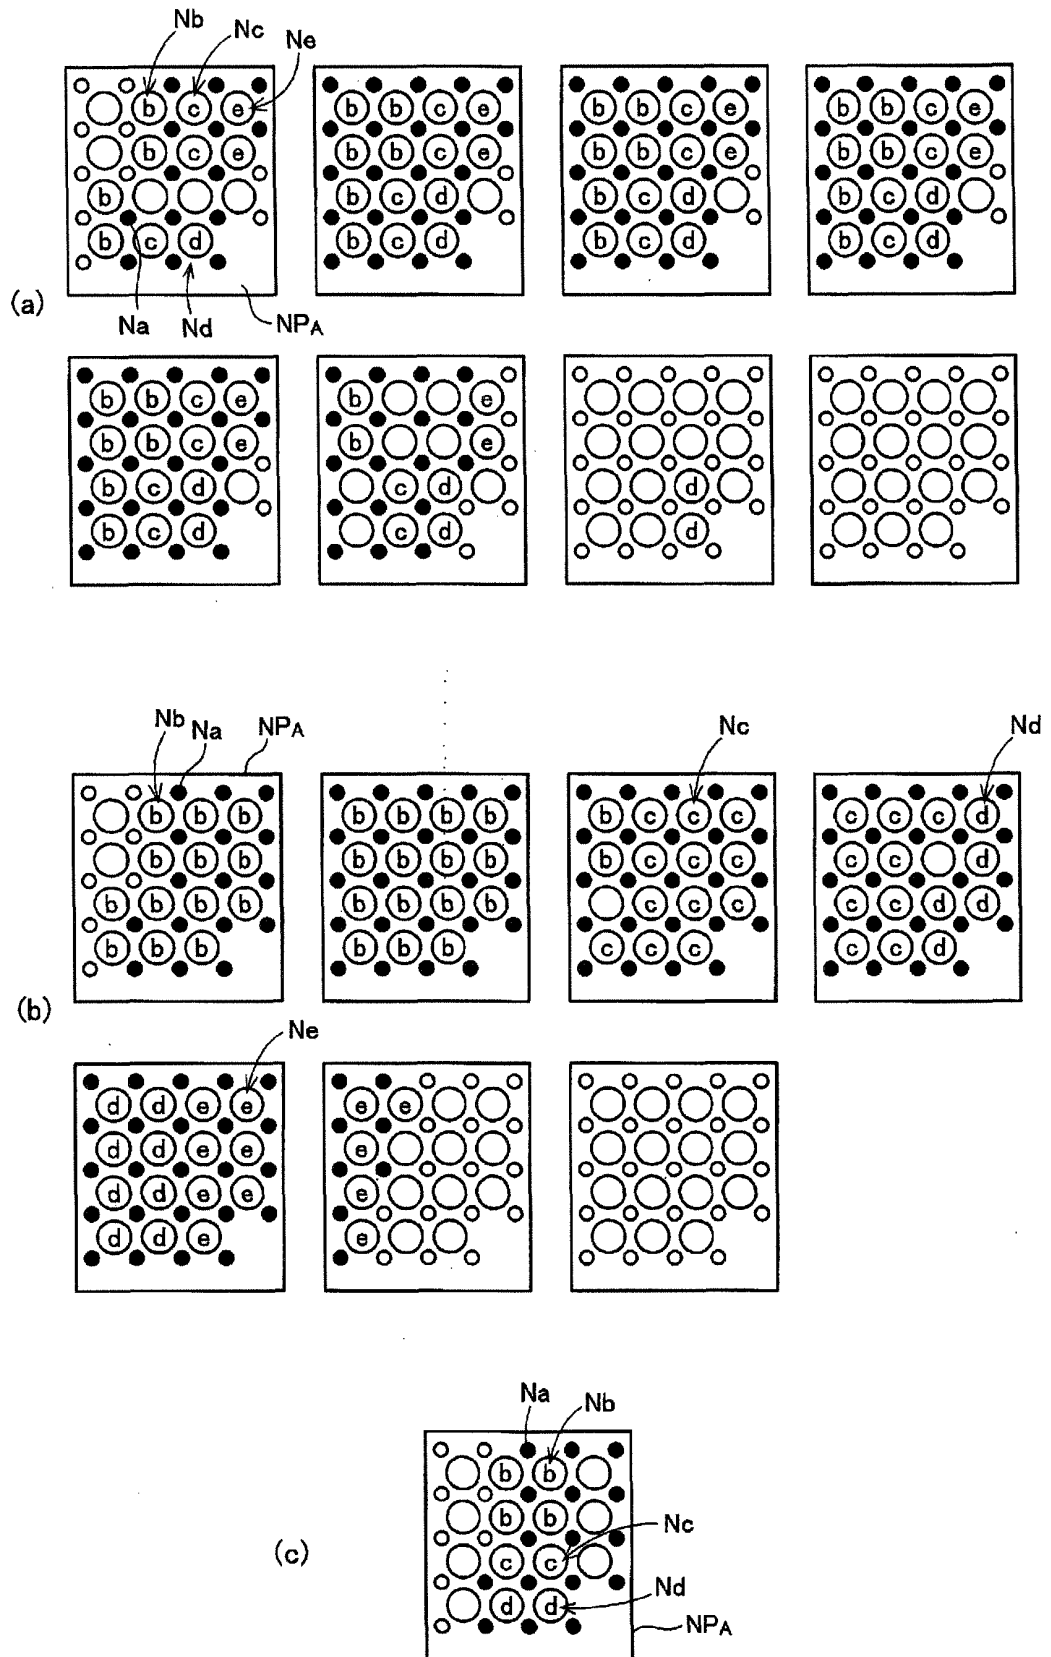 Nb Nc Ne
b c e b b c e b b c e b b c e
b c e b b c e b b c e b b c e
b b c d b c d b c d
b c d b c d b c d b c d
(a)
Na Nd NPA
b b c e b e
b b c e b e
b c d c d d
b c d c d d
Nb Na NPA Nc Nd
b b b b b b b b c c c c c c d
b b b b b b b b c c c c c d
b b b b b b b b c c c c c d d
b b b b b b c c c c c d
(b)
Ne
d d e e e e
d d e e e
d d e e e
d d e e
Na Nb
b b
b b
Nc
(c) c c
Nd
d d
NPA